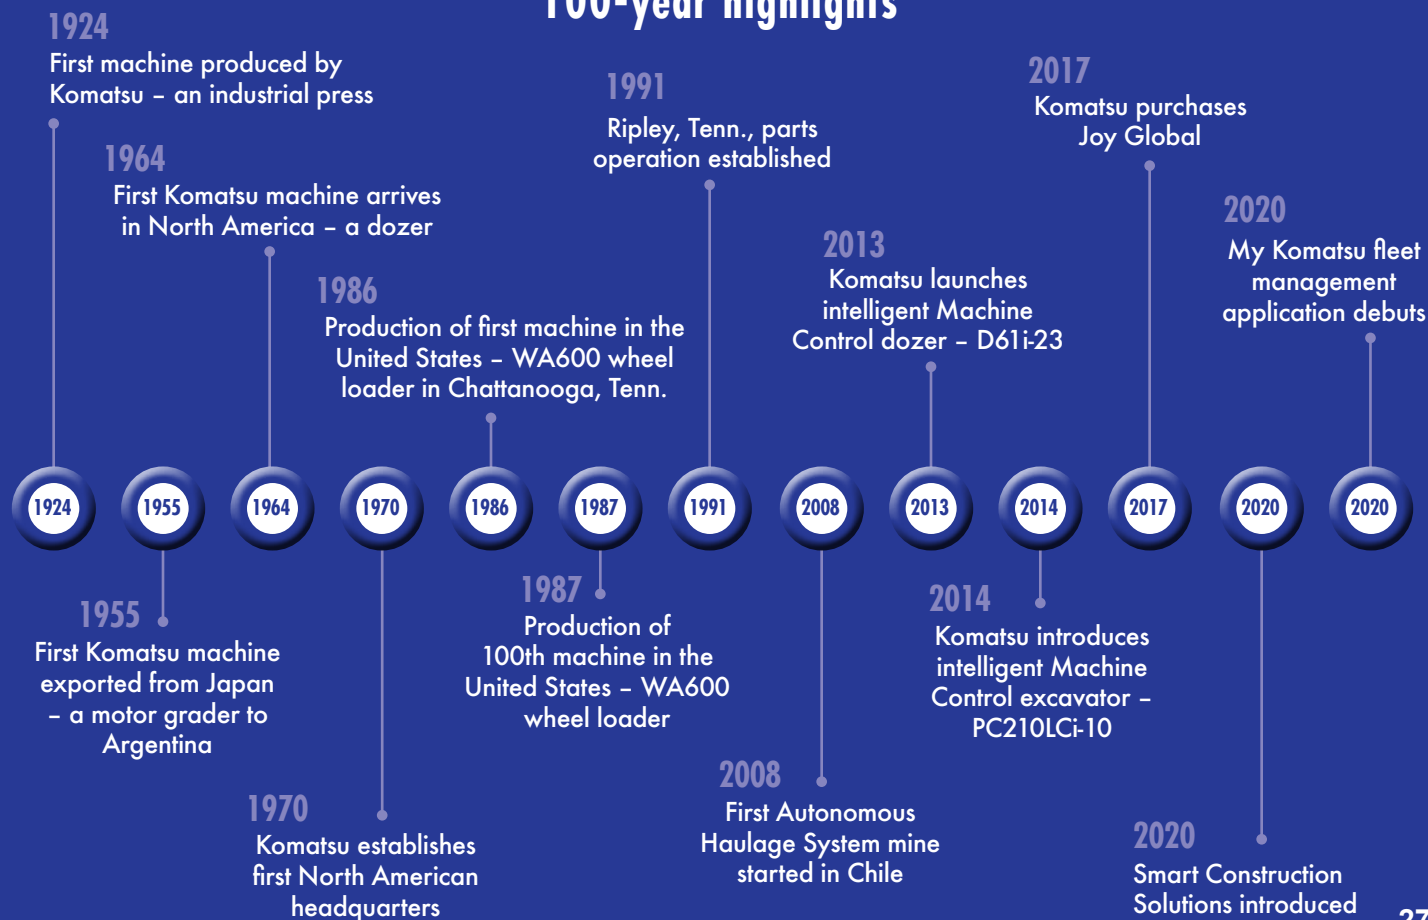 100-year highlights
1924
First machine produced by
Komatsu – an industrial press
1964
First Komatsu machine arrives
in North America – a dozer
1986
Production of first machine in the
United States – WA600 wheel
loader in Chattanooga, Tenn.
1991
Ripley, Tenn., parts
operation established
2013
Komatsu launches
intelligent Machine
Control dozer – D61i-23
2017
Komatsu purchases
Joy Global
2020
My Komatsu fleet
management
application debuts
1924 1955 1964 1970 1986 1987 1991 2008 2013 2014 2017 2020 2020
1955
First Komatsu machine
exported from Japan
– a motor grader to
Argentina
1970
Komatsu establishes
first North American
headquarters
1987
Production of
100th machine in the
United States – WA600
wheel loader
2008
First Autonomous
Haulage System mine
started in Chile
2014
Komatsu introduces
intelligent Machine
Control excavator –
PC210LCi-10
2020
Smart Construction
Solutions introduced